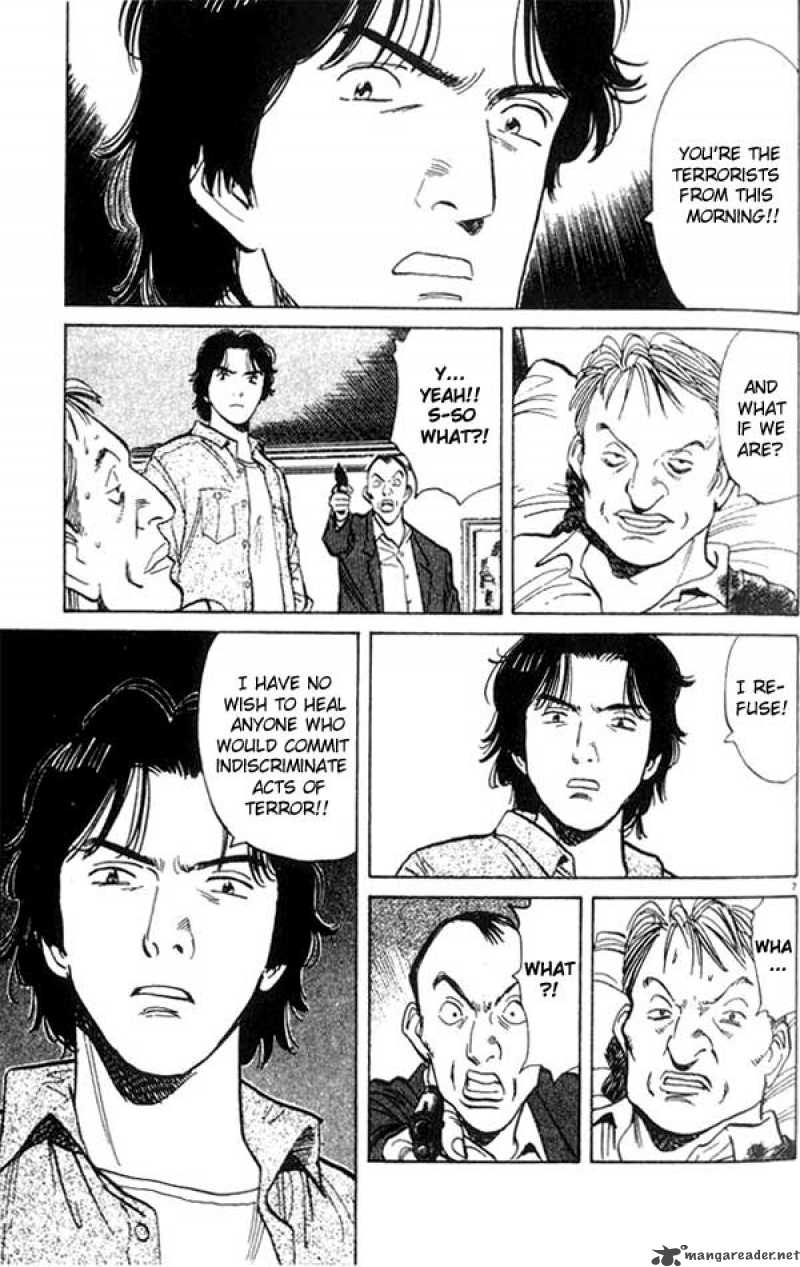 YOU'RE THE
TERRORISTS
FROM THIS
MORNING!!
AND
WHAT
IF WE
ARE?
Y...
YEAH!!
S-SO
WHAT?!
I RE-
FUSE!
WHA
...
WHAT
?!
I HAVE NO
WISH TO HEAL
ANYONE WHO
WOULD COMMIT
INDISCRIMINATE
ACTS OF
TERROR!!
7
mangareader.net